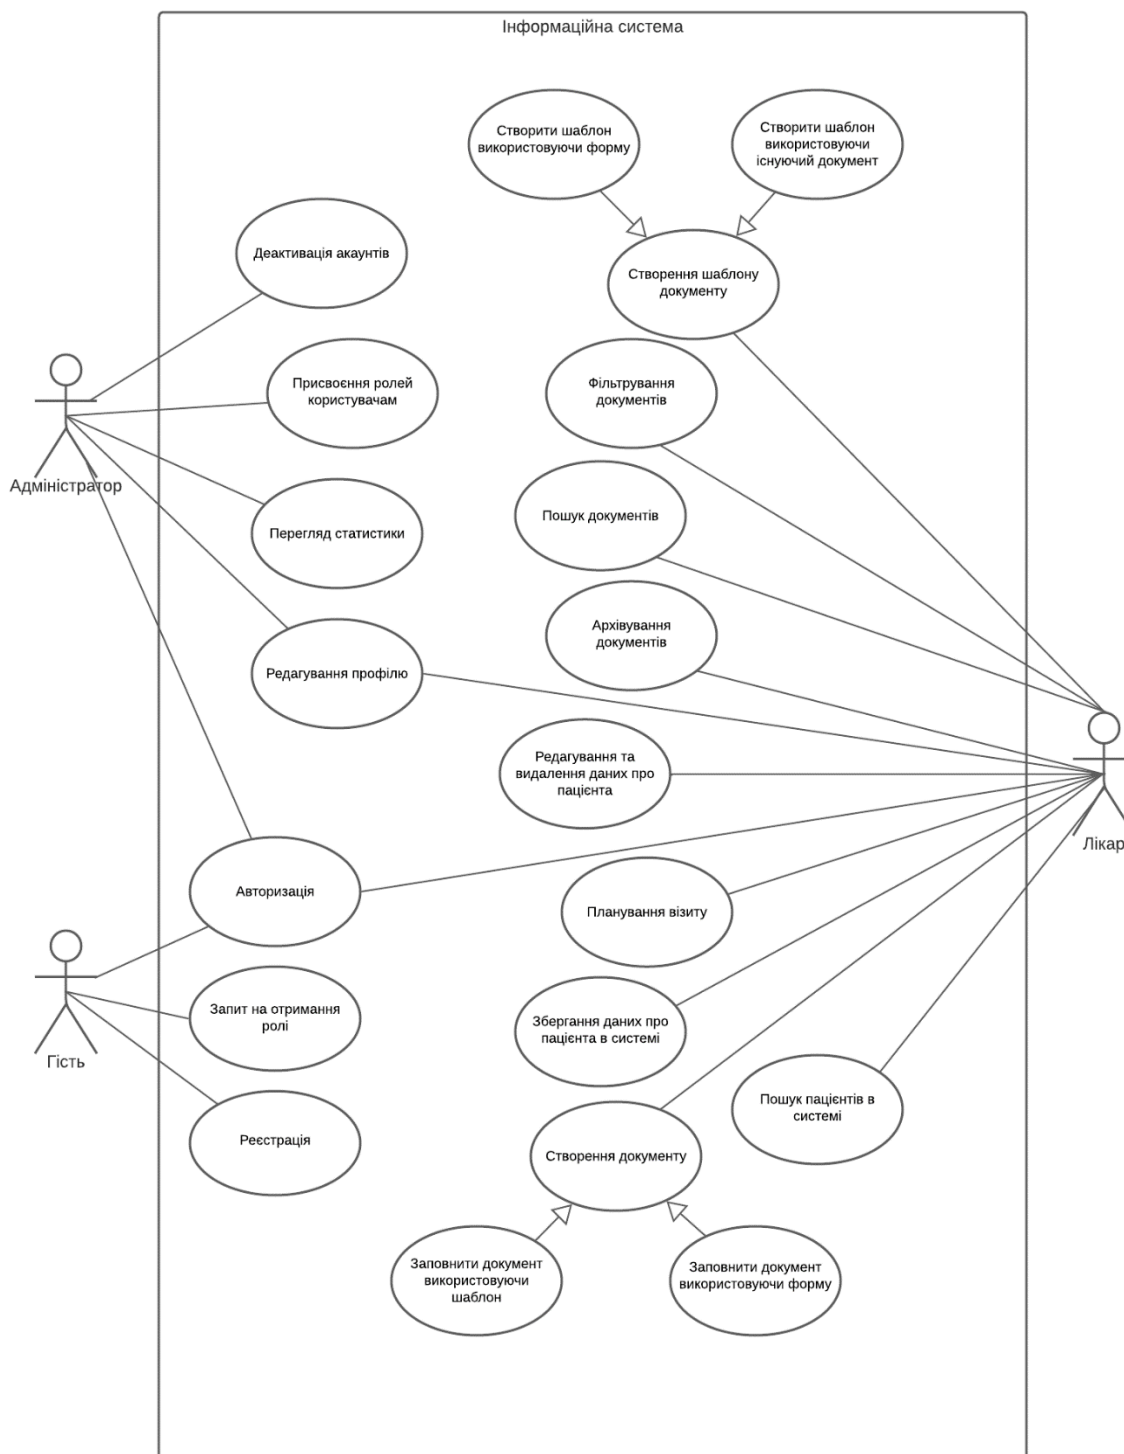 Інформаційна система
Створити шаблон
використовуючи форму
Створити шаблон
використовуючи
існуючий документ
Деактивація акаунтів
Створення шаблону
документу
Присвоєння ролей
користувачам
Фільтрування
документів
Адміністратор
Перегляд статистики
Пошук документів
Архівування
документів
Редагування профілю
Редагування та
видалення даних про
пацієнта
Лікар
Авторизація
Планування візиту
Запит на отримання
ролі
Збергання даних про
пацієнта в системі
Гість
Пошук пацієнтів в
системі
Реєстрація
Створення документу
Заповнити документ
використовуючи
шаблон
Заповнити документ
використовуючи форму